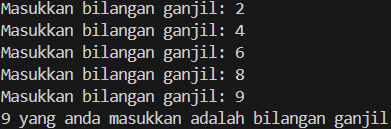 Masukkan bilangan ganjil: 2
Masukkan bilangan ganjil: 4
Masukkan bilangan ganjil: 6
Masukkan bilangan ganjil: 8
Masukkan bilangan ganjil: 9
9 yang anda masukkan adalah bilangan ganjil